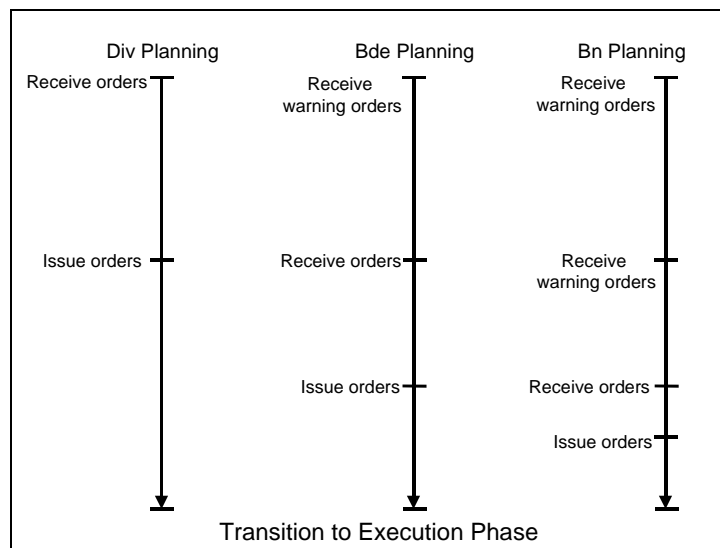 Div Planning
Receive orders
Issue orders
Bde Planning
Receive
warning orders
Receive orders
Issue orders
Bn Planning
Receive
warning orders
Receive
warning orders
Receive orders
Issue orders
Transition to Execution Phase